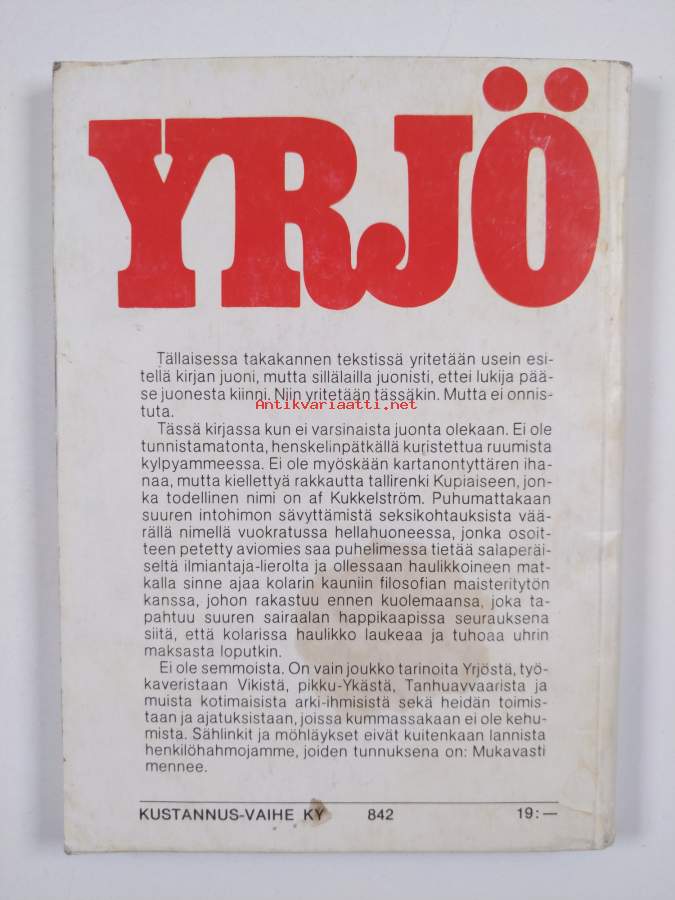 YRJÖ
Tällaisessa takakannen tekstissä yritetään usein esi-
tellä kirjan juoni, mutta sillälailla juonisti, ettei lukija pää-
se juonesta kiinni. Niin yritetään tässäkin. Mutta ei onnis-
tuta.
Antikvariaatti.net
Tässä kirjassa kun ei varsinaista juonta olekaan. Ei ole
tunnistamatonta, henskelinpätkällä kuristettua ruumista
kylpyammeessa. Ei ole myöskään kartanontyttären iha-
naa, mutta kiellettyä rakkautta tallirenki Kupiaiseen, jon-
ka todellinen nimi on af Kukkelström. Puhumattakaan
suuren intohimon sävyttämistä seksikohtauksista vää-
rällä nimellä vuokratussa hellahuoneessa, jonka osoit-
teen petetty aviomies saa puhelimessa tietää salaperäi-
seltä ilmiantaja-lierolta ja ollessaan haulikkoineen mat-
kalla sinne ajaa kolarin kauniin filosofian maisteritytön
kanssa, johon rakastuu ennen kuolemaansa, joka ta-
pahtuu suuren sairaalan happikaapissa seurauksena
siitä, että kolarissa haulikko laukeaa ja tuhoaa uhrin
maksasta loputkin.
Ei ole semmoista. On vain joukko tarinoita Yrjöstä, työ-
kaveristaan Vikistä, pikku-Ykästä, Tanhuavvaarista ja
muista kotimaisista arki-ihmisistä sekä heidän toimis-
taan ja ajatuksistaan, joissa kummassakaan ei ole kehu-
mista. Sählinkit ja möhläykset eivät kuitenkaan lannista
henkilöhahmojamme, joiden tunnuksena on: Mukavasti
mennee.
KUSTANNUS-VAIHE KY 842 19:—